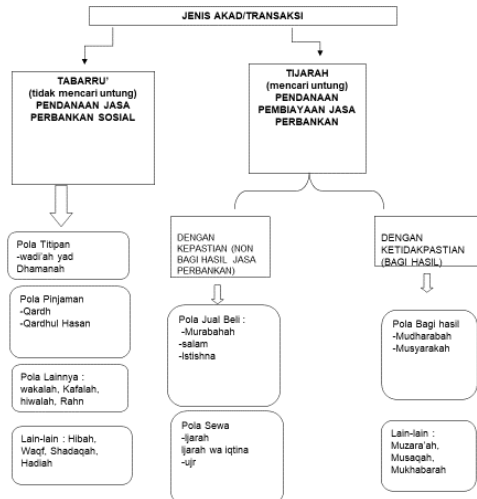 JENIS AKAD/TRANSAKSI
TABARRU'
(tidak mencari untung)
PENDANAAN JASA
PERBANKAN SOSIAL
TIJARAH
(mencari untung)
PENDANAAN
PEMBIAYAAN JASA
PERBANKAN
Pola Titipan
-wadi'ah yad
Dhamanah
Pola Pinjaman
-Qardh
-Qardhul Hasan
Pola Lainnya :
wakalah, Kafalah,
hiwalah, Rahn
Lain-lain : Hibah,
Waqf, Shadaqah,
Hadiah
DENGAN
KEPASTIAN (NON
BAGI HASIL JASA
PERBANKAN)
Pola Jual Beli :
-Murabahah
-salam
-Istishna
Pola Sewa
-Ijarah
Ijarah wa iqtina
-ujr
DENGAN
KETIDAKPASTIAN
(BAGI HASIL)
Pola Bagi hasil
-Mudharabah
-Musyarakah
Lain-lain :
Muzara'ah,
Musaqah,
Mukhabarah